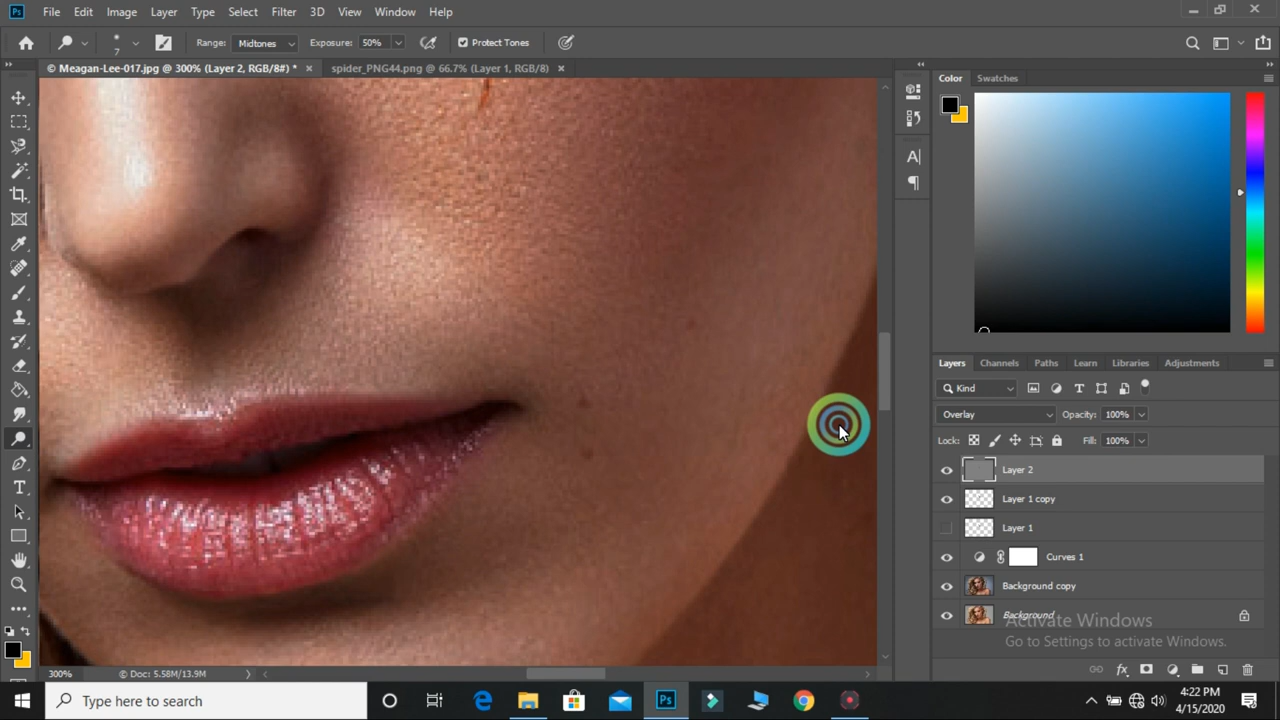 Ps File Edit Image Layer Type Select Filter 3D View Window Help
7 Range: Midtones Exposure: 50% Protect Tones
© Meagan-Lee-017.jpg @ 300% (Layer 2, RGB/8#) * × spider_PNG44.png @ 66.7% (Layer 1, RGB/8) ×
Color Swatches
Layers Channels Paths Learn Libraries Adjustments
Kind
Overlay Opacity: 100%
Lock: Fill: 100%
Layer 2
Layer 1 copy
Layer 1
Curves 1
Background copy
Background
Activate Windows
Go to Settings to activate Windows.
300% © Doc: 5.58M/13.9M
Type here to search
Ps
4:22 PM
4/15/2020